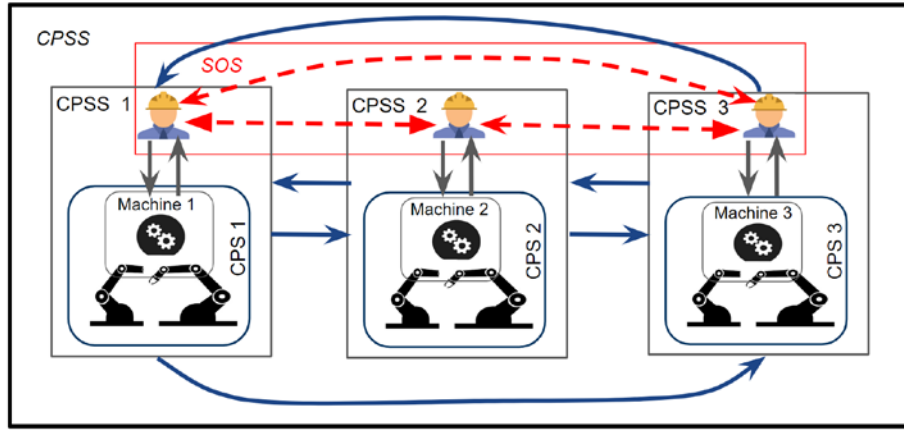 CPSS
SOS
CPSS 1
CPSS 2
CPSS 3
Machine 1
CPS 1
Machine 2
CPS 2
Machine 3
CPS 3